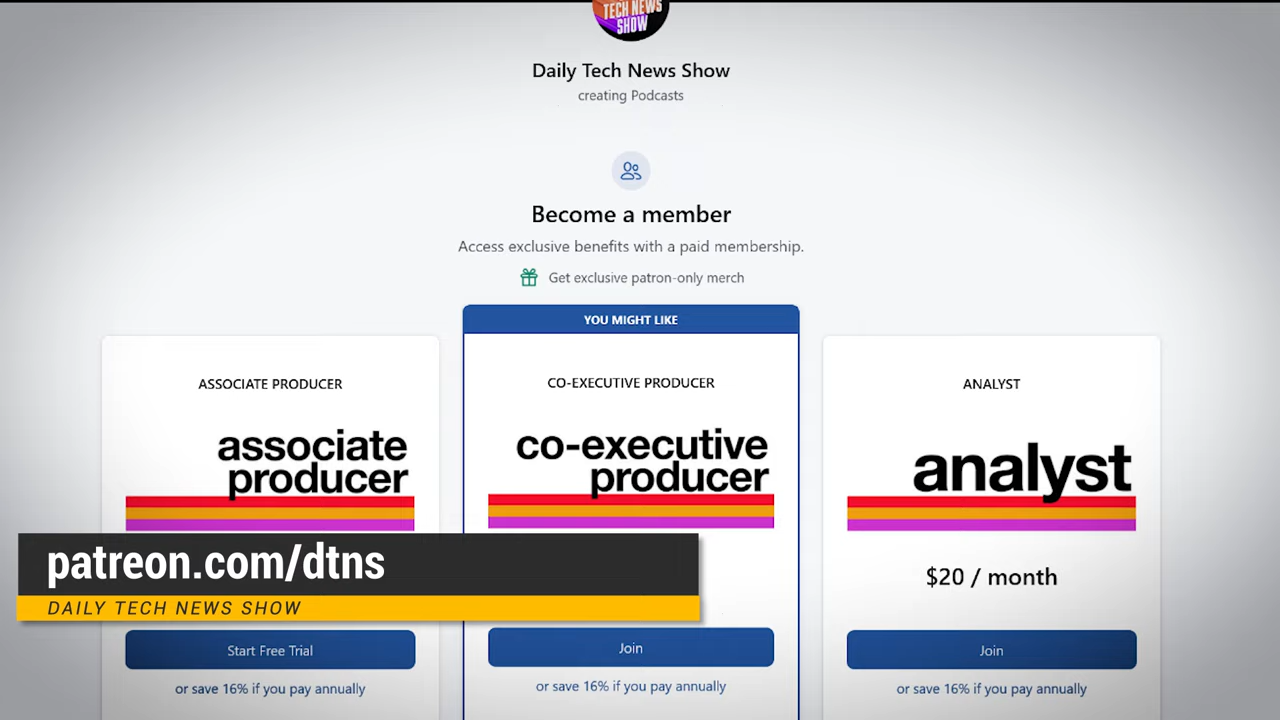 TECH NEWS
SHOW
Daily Tech News Show
creating Podcasts
Become a member
Access exclusive benefits with a paid membership.
Get exclusive patron-only merch
YOU MIGHT LIKE
ASSOCIATE PRODUCER
associate
producer
Start Free Trial
or save 16% if you pay annually
CO-EXECUTIVE PRODUCER
co-executive
producer
Join
or save 16% if you pay annually
ANALYST
analyst
$20 / month
Join
or save 16% if you pay annually
patreon.com/dtns
DAILY TECH NEWS SHOW